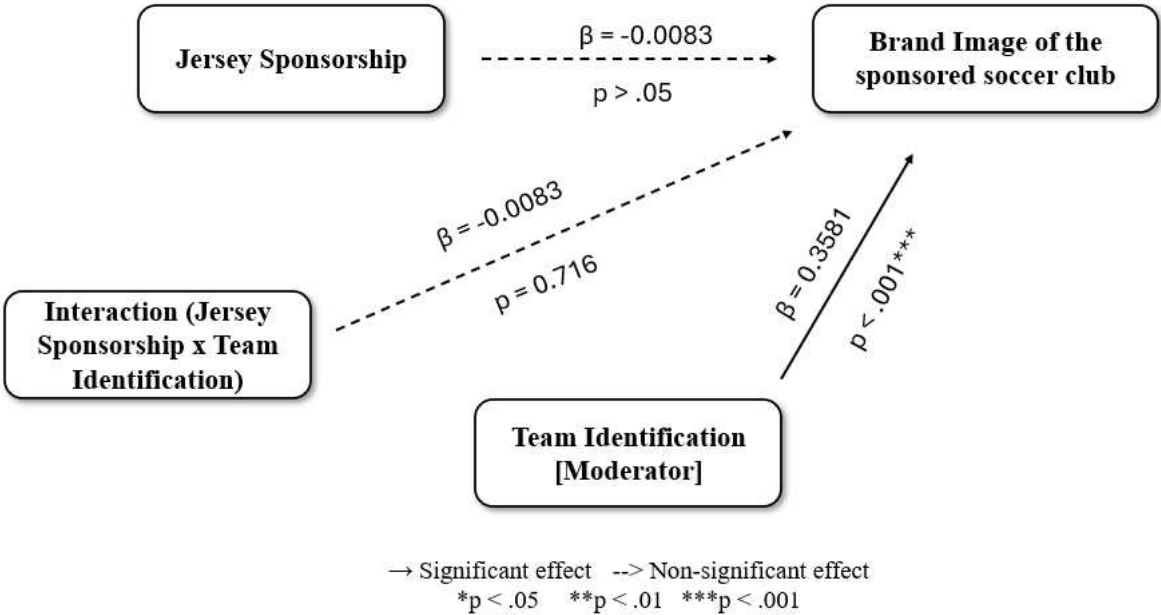 Jersey Sponsorship
β = -0.0083
p > .05
Brand Image of the
sponsored soccer club
β = -0.0083
p = 0.716
Interaction (Jersey
Sponsorship x Team
Identification)
β = 0.3581
p < .001***
Team Identification
[Moderator]
→ Significant effect --> Non-significant effect
*p < .05 **p < .01 ***p < .001